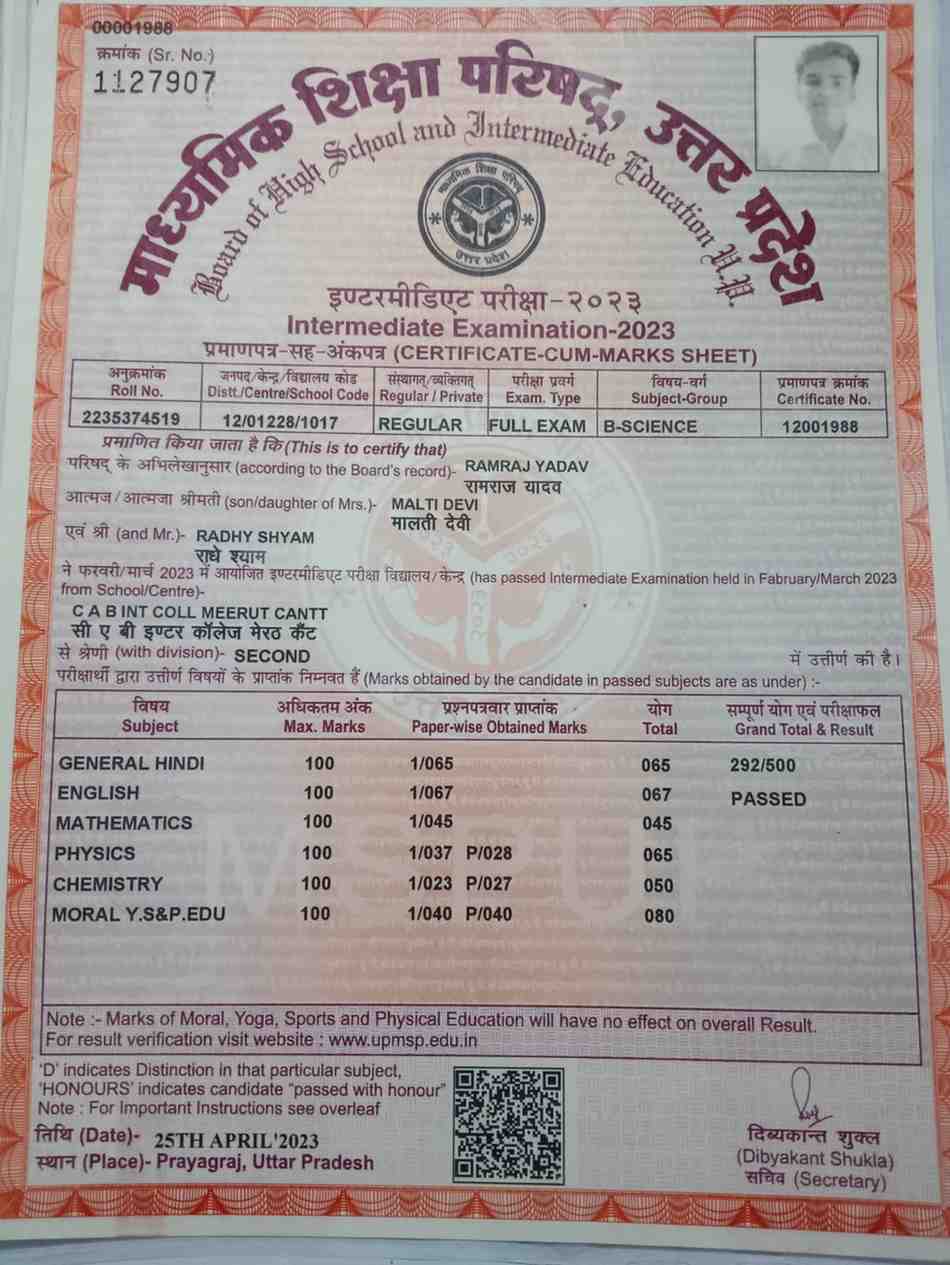 00001988
क्रमांक (Sr. No.)
1127907
माध्यमिक शिक्षा परिषद्, उत्तर प्रदेश
Board of High School and Intermediate Education U.P.
माध्यमिक शिक्षा परिषद्
उत्तर प्रदेश
इण्टरमीडिएट परीक्षा-२०२३
Intermediate Examination-2023
प्रमाणपत्र-सह-अंकपत्र (CERTIFICATE-CUM-MARKS SHEET)
अनुक्रमांक जनपद/केन्द्र/विद्यालय कोड संस्थागत्/व्यक्तिगत् परीक्षा प्रवर्ग विषय-वर्ग प्रमाणपत्र क्रमांक
Roll No. Distt./Centre/School Code Regular / Private Exam. Type Subject-Group Certificate No.
2235374519 12/01228/1017 REGULAR FULL EXAM B-SCIENCE 12001988
प्रमाणित किया जाता है कि (This is to certify that)
परिषद् के अभिलेखानुसार (according to the Board's record)- RAMRAJ YADAV
रामराज यादव
आत्मज/आत्मजा श्रीमती (son/daughter of Mrs.)- MALTI DEVI
मालती देवी
एवं श्री (and Mr.)- RADHY SHYAM
राधे श्याम
ने फरवरी/मार्च 2023 में आयोजित इण्टरमीडिएट परीक्षा विद्यालय/केन्द्र (has passed Intermediate Examination held in Fabruary/March 2023
from School/Centre)-
C A B INT COLL MEERUT CANTT
सी ए बी इण्टर कॉलेज मेरठ कैंट
से श्रेणी (with division)- SECOND में उत्तीर्ण की है।
परीक्षार्थी द्वारा उत्तीर्ण विषयों के प्राप्तांक निम्नवत हैं (Marks obtained by the candidate in passed subjects are as under) :-
विषय अधिकतम अंक प्रश्नपत्रवार प्राप्तांक योग सम्पूर्ण योग एवं परीक्षाफल
Subject Max. Marks Paper-wise Obtained Marks Total Grand Total & Result
GENERAL HINDI 100 1/065 065 292/500
ENGLISH 100 1/067 067 PASSED
MATHEMATICS 100 1/045 045
PHYSICS 100 1/037 P/028 065
CHEMISTRY 100 1/023 P/027 050
MORAL Y.S&P.EDU 100 1/040 P/040 080
Note :- Marks of Moral, Yoga, Sports and Physical Education will have no effect on overall Result.
For result verification visit website : www.upmsp.edu.in
'D' indicates Distinction in that particular subject,
'HONOURS' indicates candidate "passed with honour"
Note : For Important Instructions see overleaf
तिथि (Date)- 25TH APRIL'2023
स्थान (Place)- Prayagraj, Uttar Pradesh
दिब्यकान्त शुक्ल
(Dibyakant Shukla)
सचिव (Secretary)